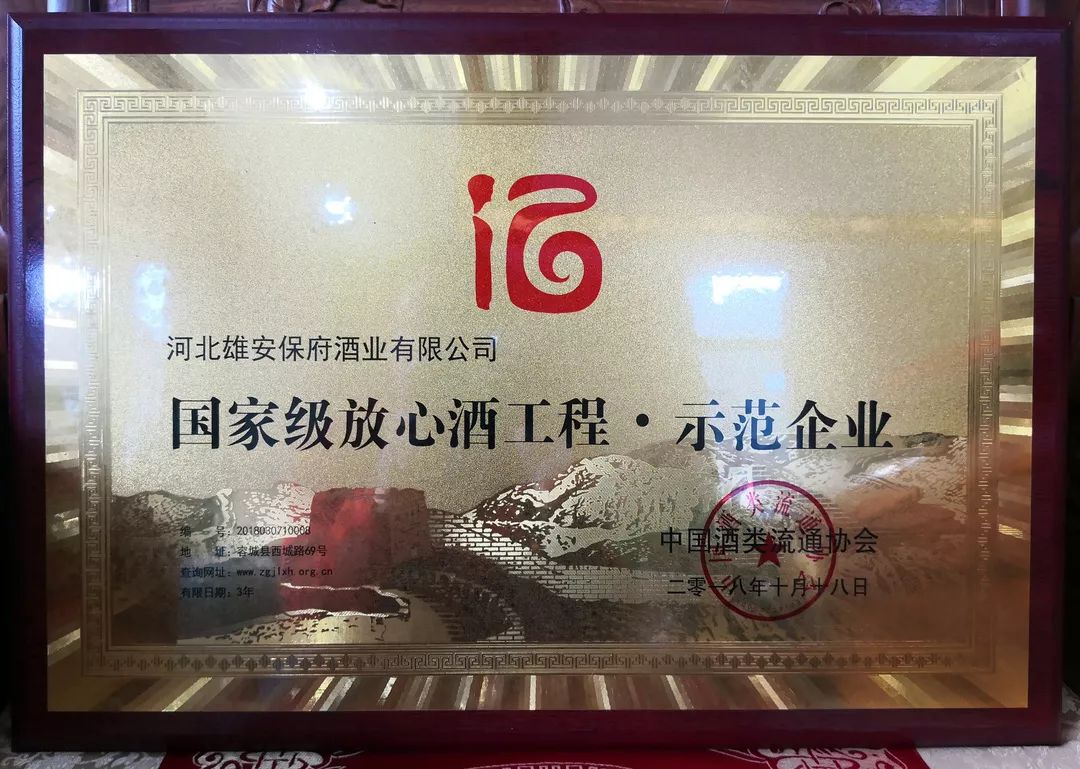 河北雄安保府酒业有限公司
国家级放心酒工程·示范企业
编 号：2018030710008
地 址：容城县西城路69号
查询网址：www.zgjlxh.org.cn
有限日期：3年
中国酒类流通协会
二零一八年十月十八日